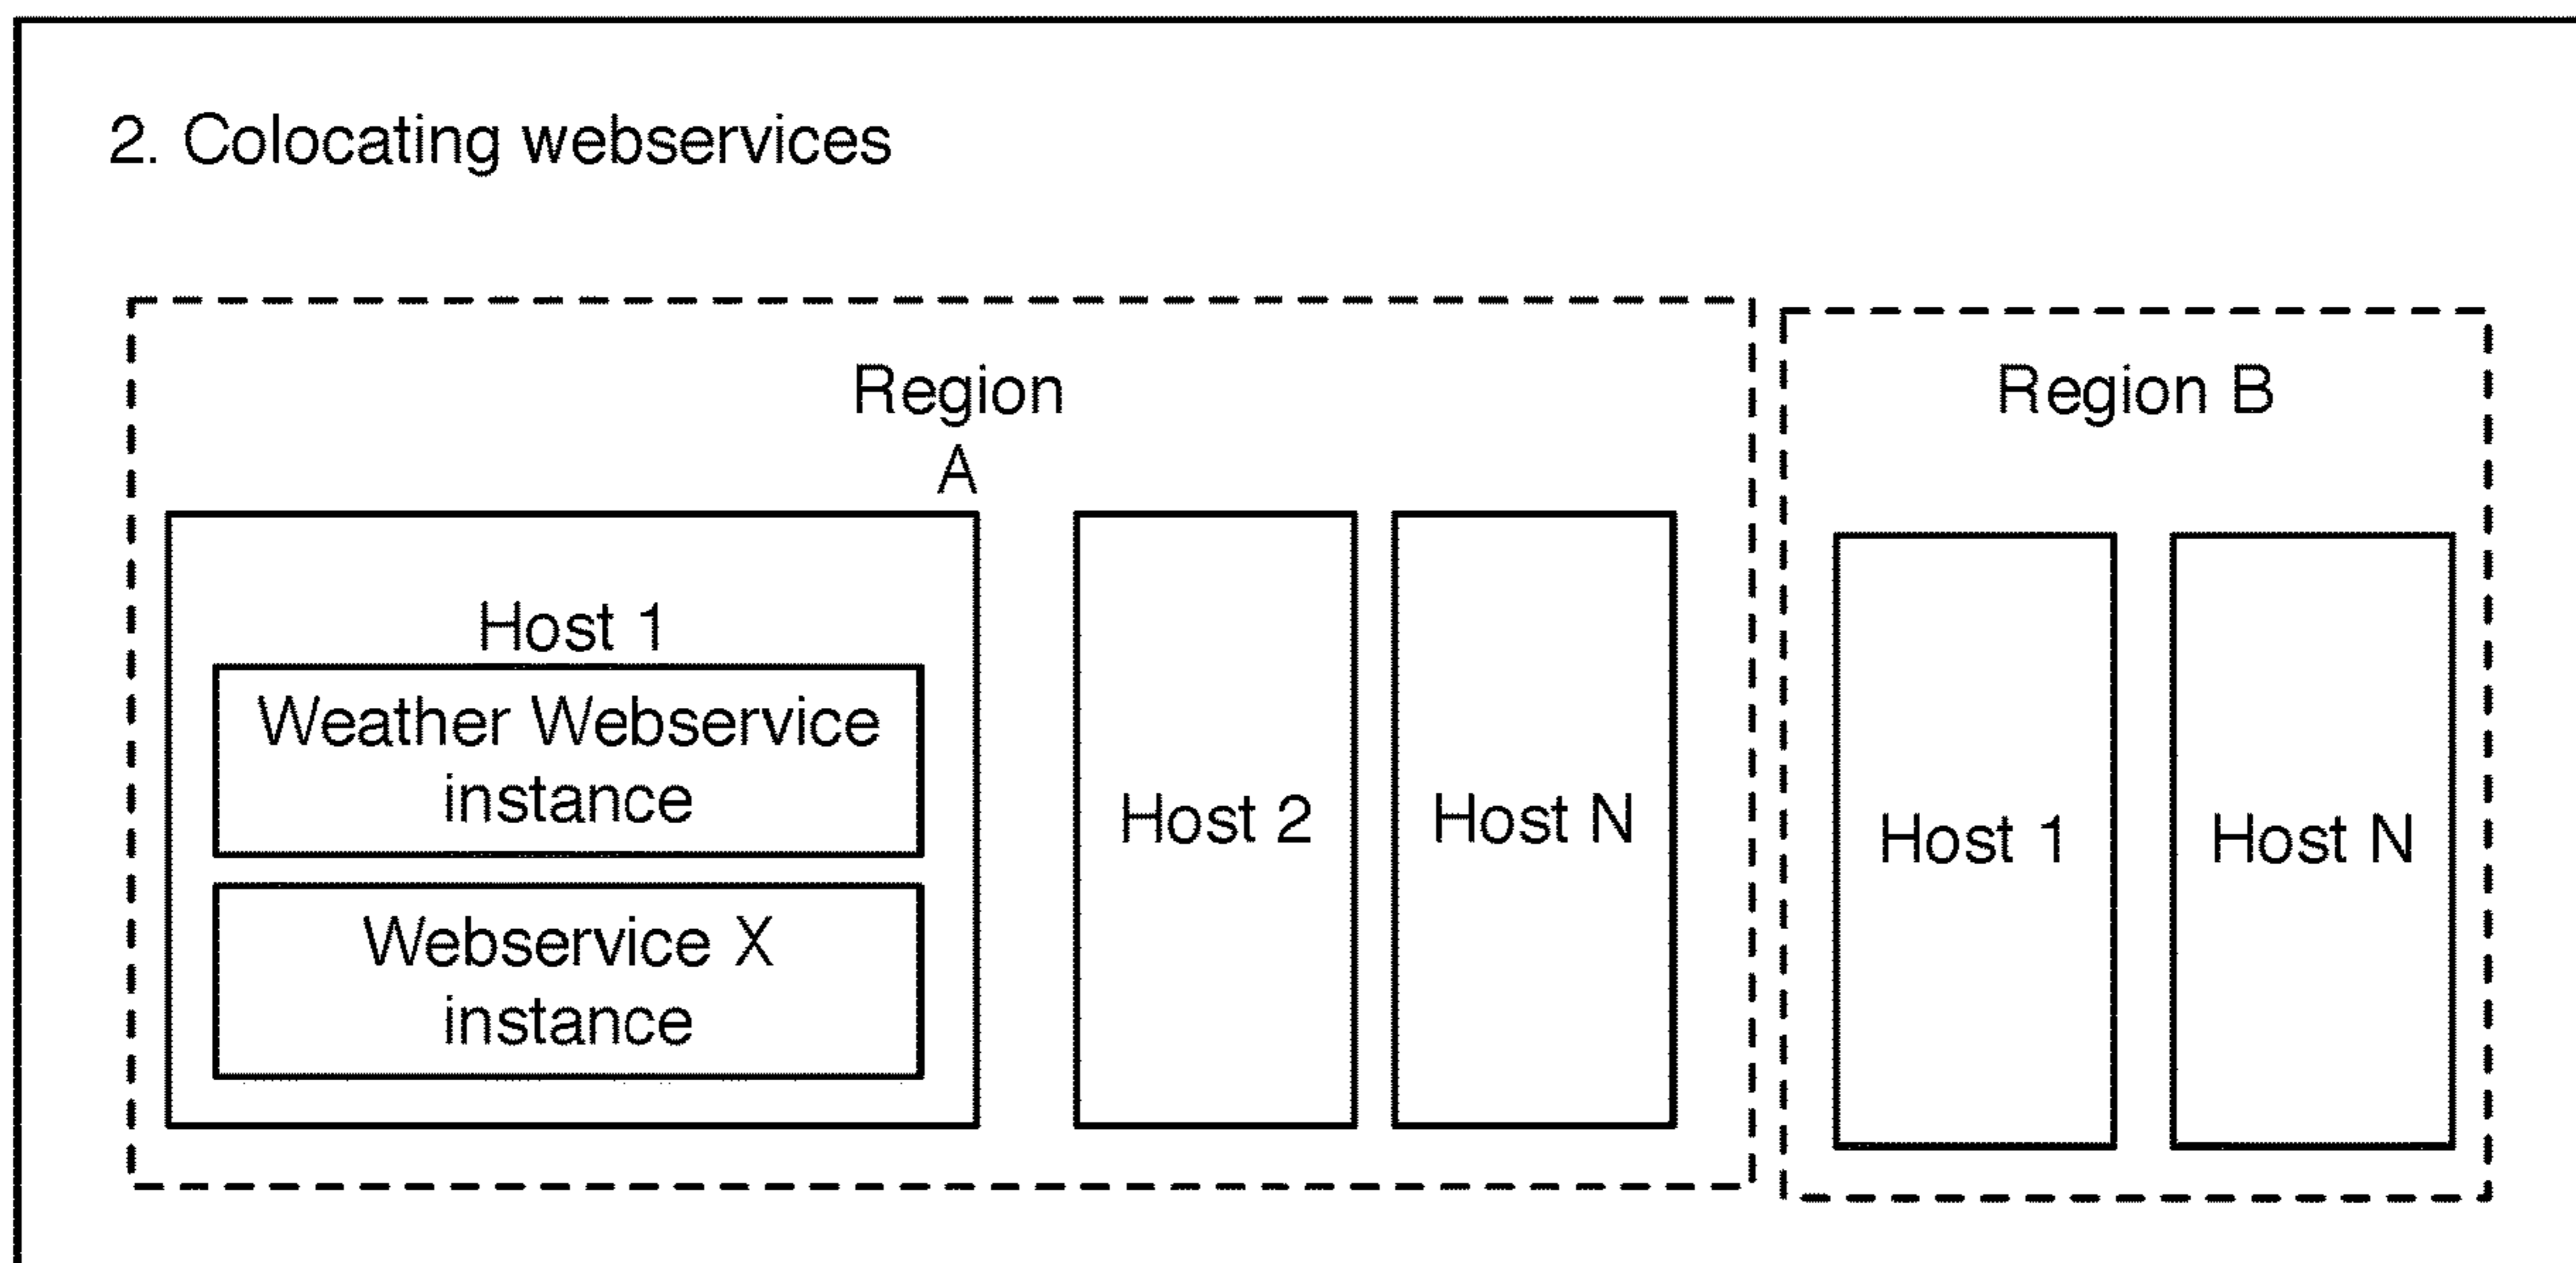 2. Colocating webservices
Region
A
Region B
Host 1
Weather Webservice
instance
Webservice X
instance
Host 2
Host N
Host 1
Host N